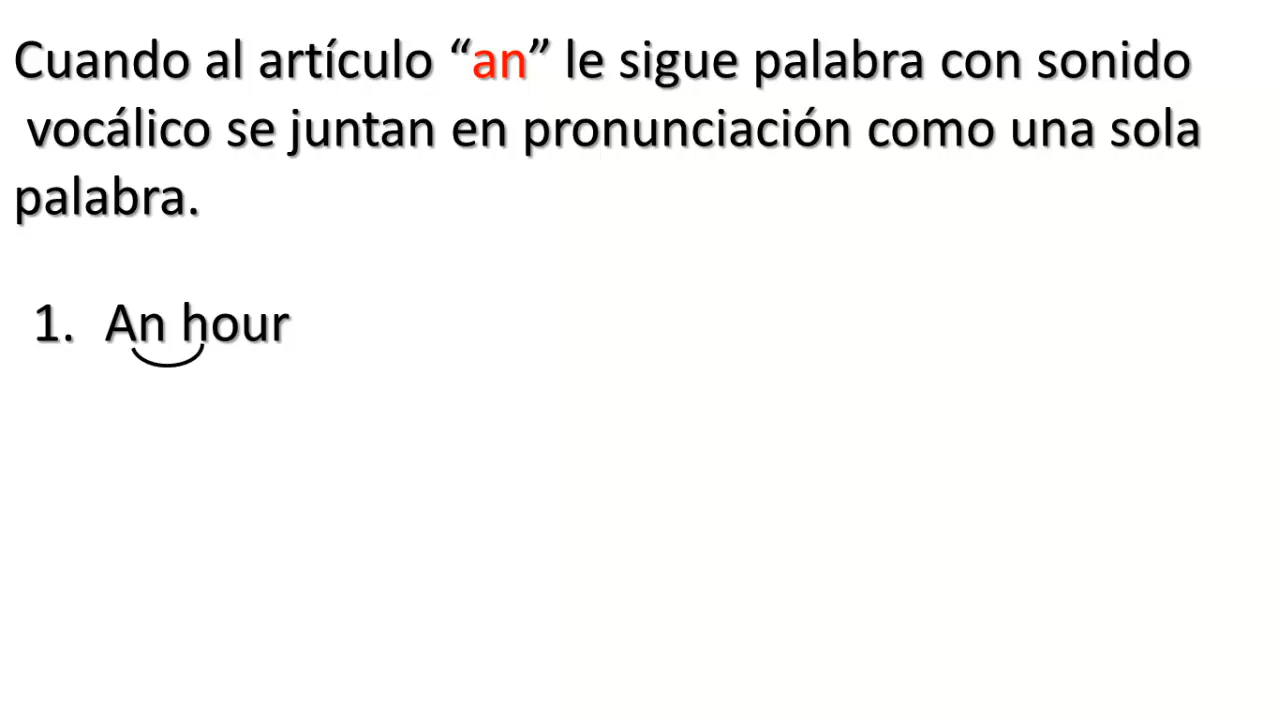 Cuando al artículo “an” le sigue palabra con sonido
vocálico se juntan en pronunciación como una sola
palabra.
1. An hour